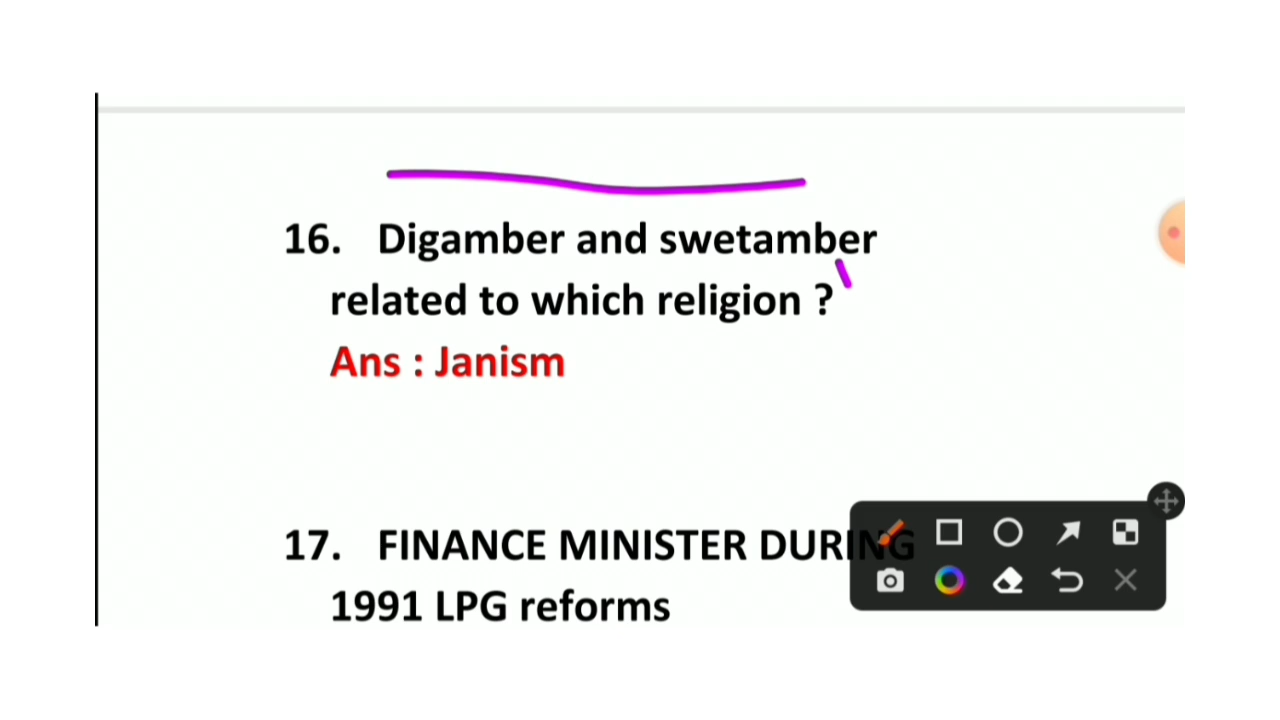 16. Digamber and swetamber
related to which religion ?
Ans : Janism
17. FINANCE MINISTER DURING
1991 LPG reforms